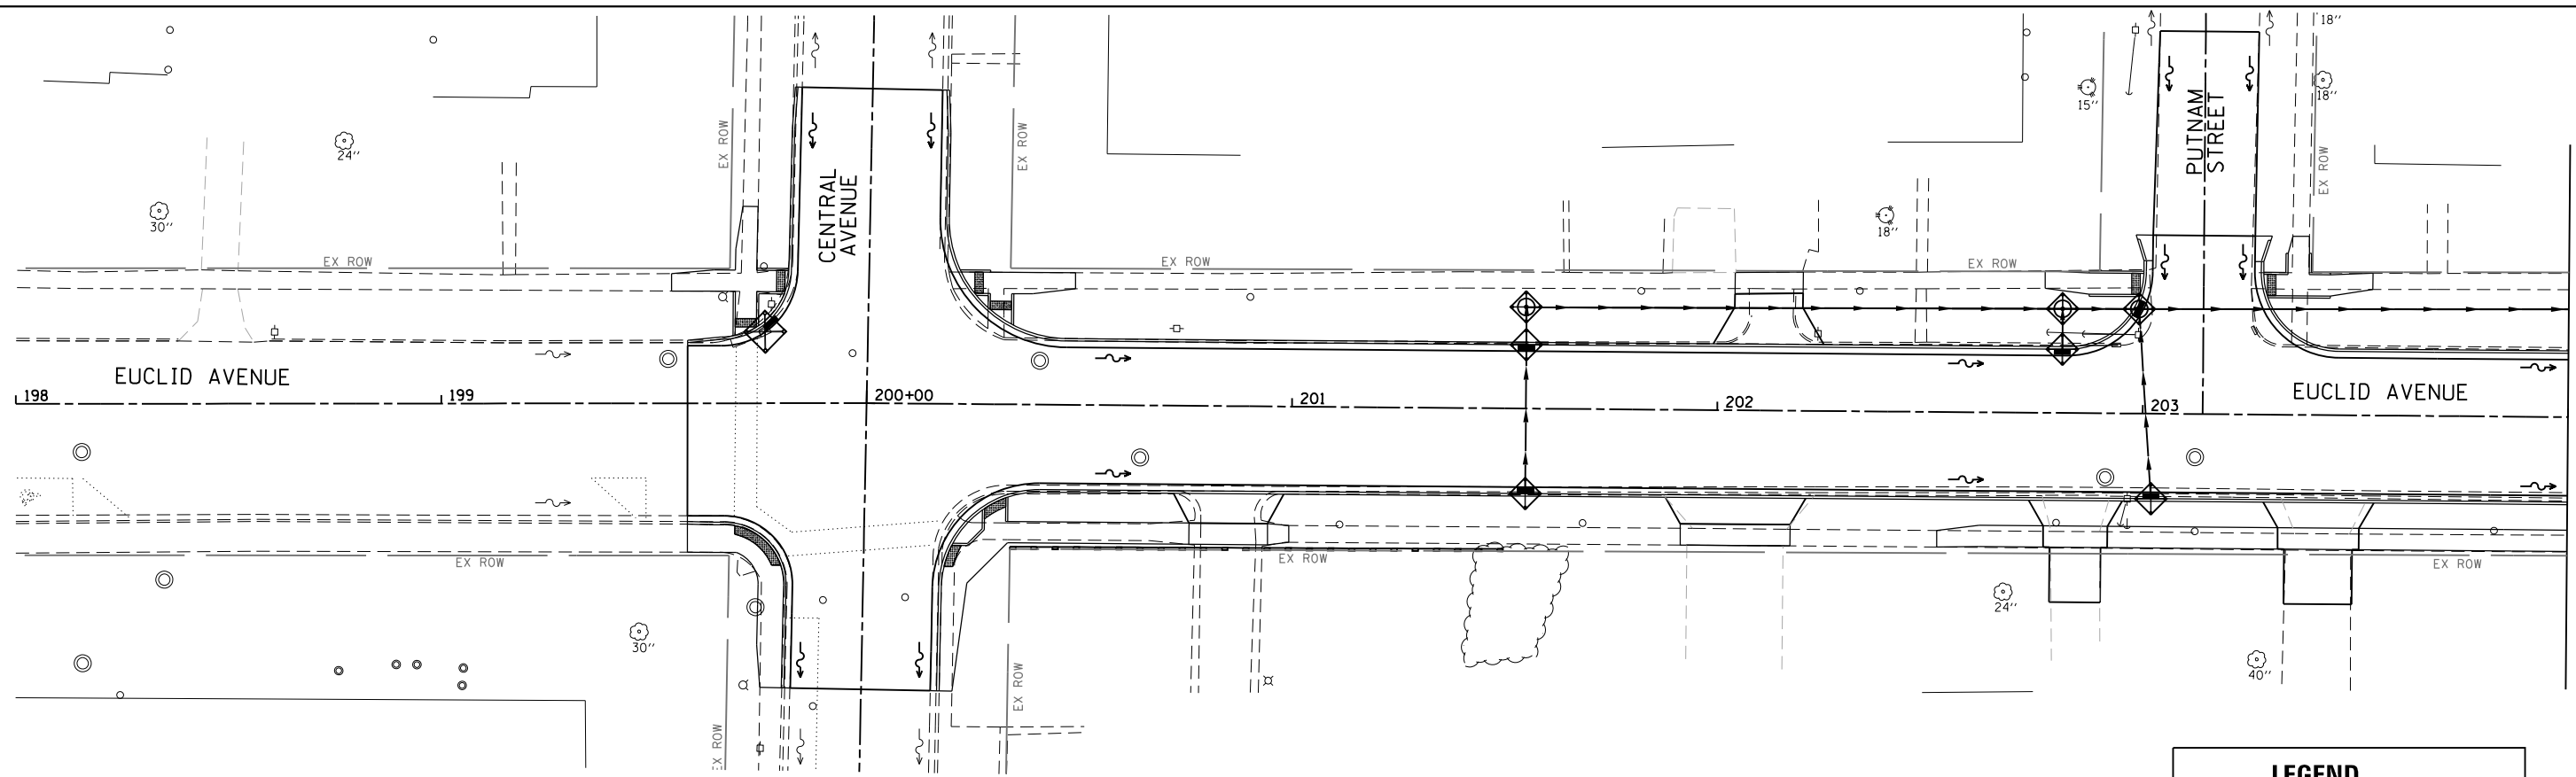 18''
15''
18''
24''
30''
18''
EX ROW
EX ROW
EX ROW
CENTRAL
AVENUE
PUTNAM
STREET
EX ROW
EX ROW
EX ROW
EUCLID AVENUE
EUCLID AVENUE
198
199
200+00
201
202
203
EX ROW
EX ROW
EX ROW
24''
30''
40''
EX ROW
EX ROW
LEGEND